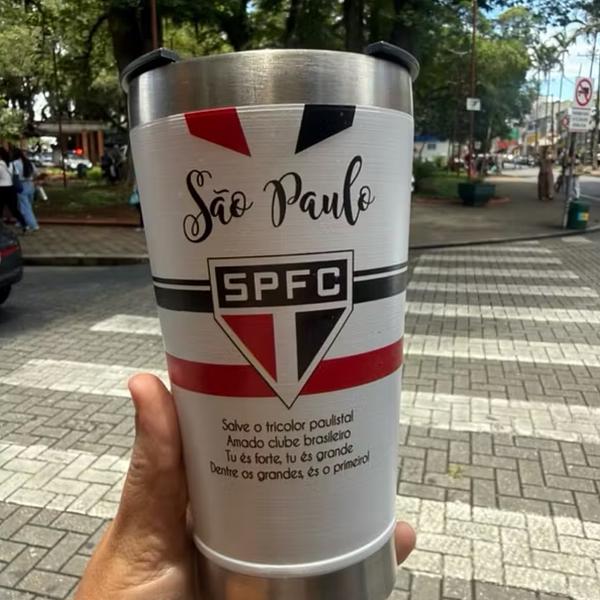 São Paulo
SPFC
Salve o tricolor paulista!
Amado clube brasileiro
Tu és forte, tu és grande
Dentre os grandes, és o primeiro!